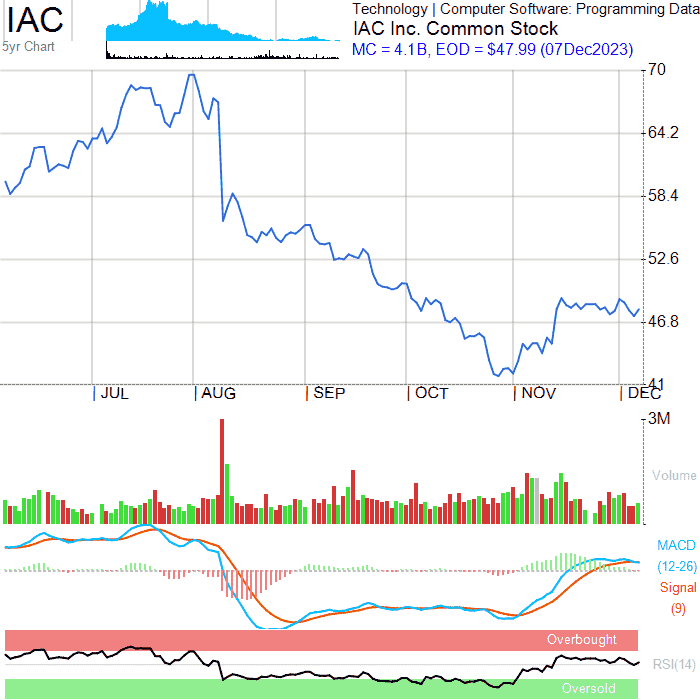 IAC
5yr Chart
Technology | Computer Software: Programming Data
IAC Inc. Common Stock
MC = 4.1B, EOD = $47.99 (07Dec2023)
70
64.2
58.4
52.6
46.8
41
JUL AUG SEP OCT NOV DEC
3M
Volume
MACD
(12-26)
Signal
(9)
Overbought
RSI(14)
Oversold